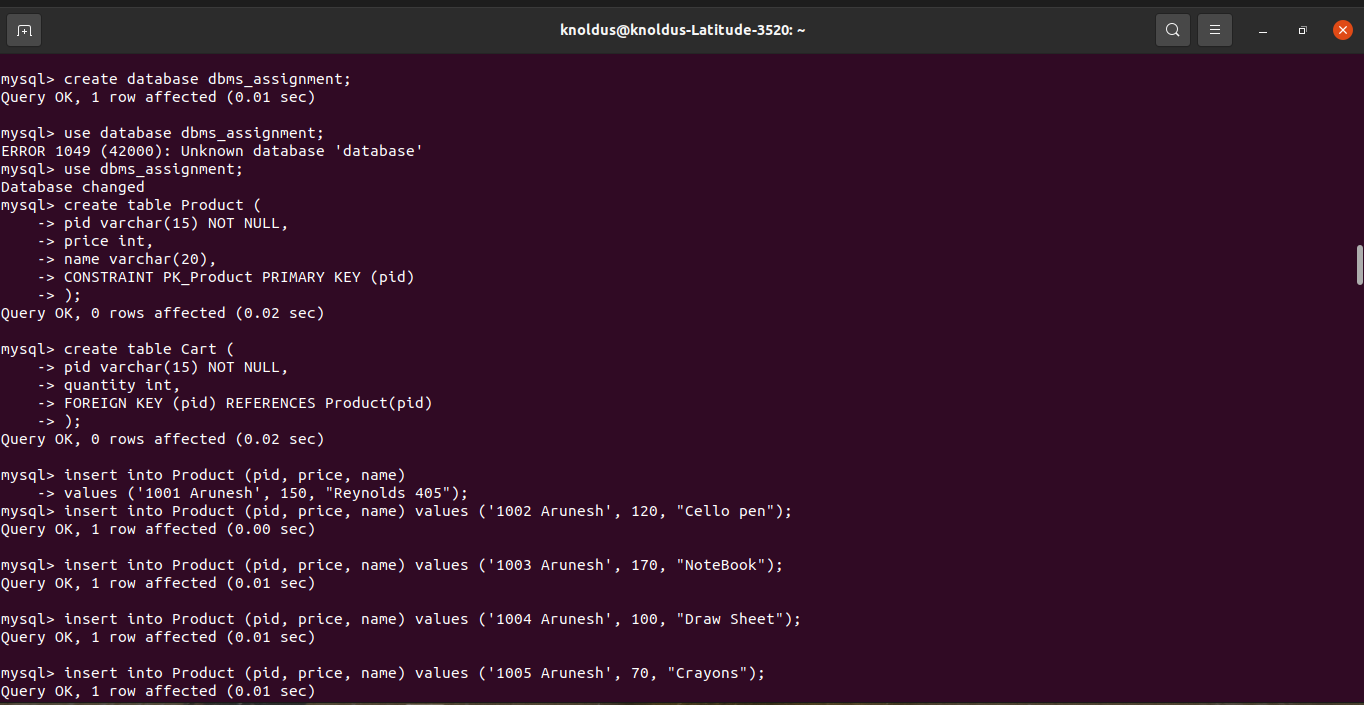 knoldus@knoldus-Latitude-3520: ~
mysql> create database dbms_assignment;
Query OK, 1 row affected (0.01 sec)
mysql> use database dbms_assignment;
ERROR 1049 (42000): Unknown database 'database'
mysql> use dbms_assignment;
Database changed
mysql> create table Product (
    -> pid varchar(15) NOT NULL,
    -> price int,
    -> name varchar(20),
    -> CONSTRAINT PK_Product PRIMARY KEY (pid)
    -> );
Query OK, 0 rows affected (0.02 sec)
mysql> create table Cart (
    -> pid varchar(15) NOT NULL,
    -> quantity int,
    -> FOREIGN KEY (pid) REFERENCES Product(pid)
    -> );
Query OK, 0 rows affected (0.02 sec)
mysql> insert into Product (pid, price, name)
    -> values ('1001 Arunesh', 150, "Reynolds 405");
mysql> insert into Product (pid, price, name) values ('1002 Arunesh', 120, "Cello pen");
Query OK, 1 row affected (0.00 sec)
mysql> insert into Product (pid, price, name) values ('1003 Arunesh', 170, "NoteBook");
Query OK, 1 row affected (0.01 sec)
mysql> insert into Product (pid, price, name) values ('1004 Arunesh', 100, "Draw Sheet");
Query OK, 1 row affected (0.01 sec)
mysql> insert into Product (pid, price, name) values ('1005 Arunesh', 70, "Crayons");
Query OK, 1 row affected (0.01 sec)